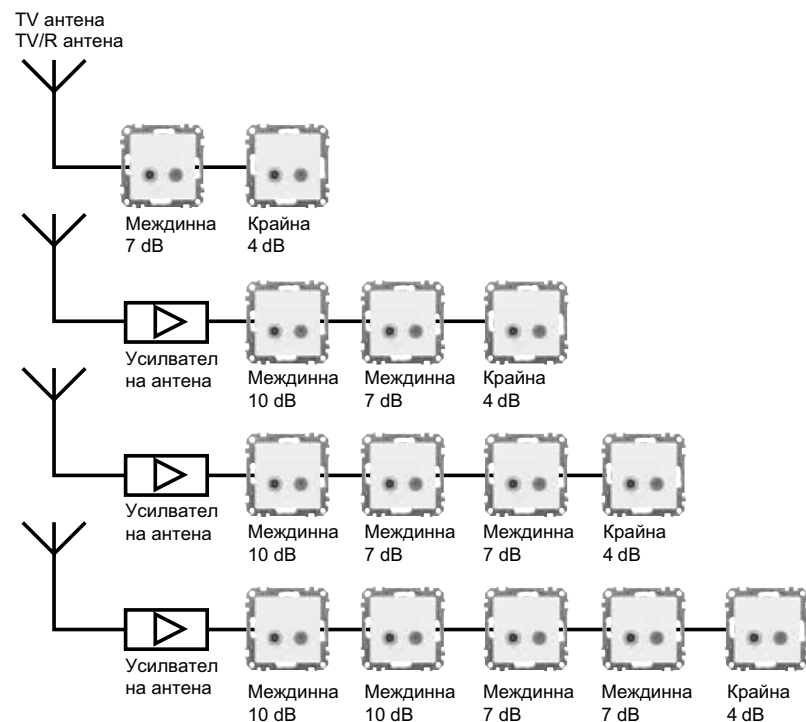 TV антена
TV/R антена
Междинна
7 dB
Крайна
4 dB
Усилвател
на антена
Междинна
10 dB
Междинна
7 dB
Крайна
4 dB
Усилвател
на антена
Междинна
10 dB
Междинна
7 dB
Междинна
7 dB
Крайна
4 dB
Усилвател
на антена
Междинна
10 dB
Междинна
10 dB
Междинна
7 dB
Междинна
7 dB
Крайна
4 dB